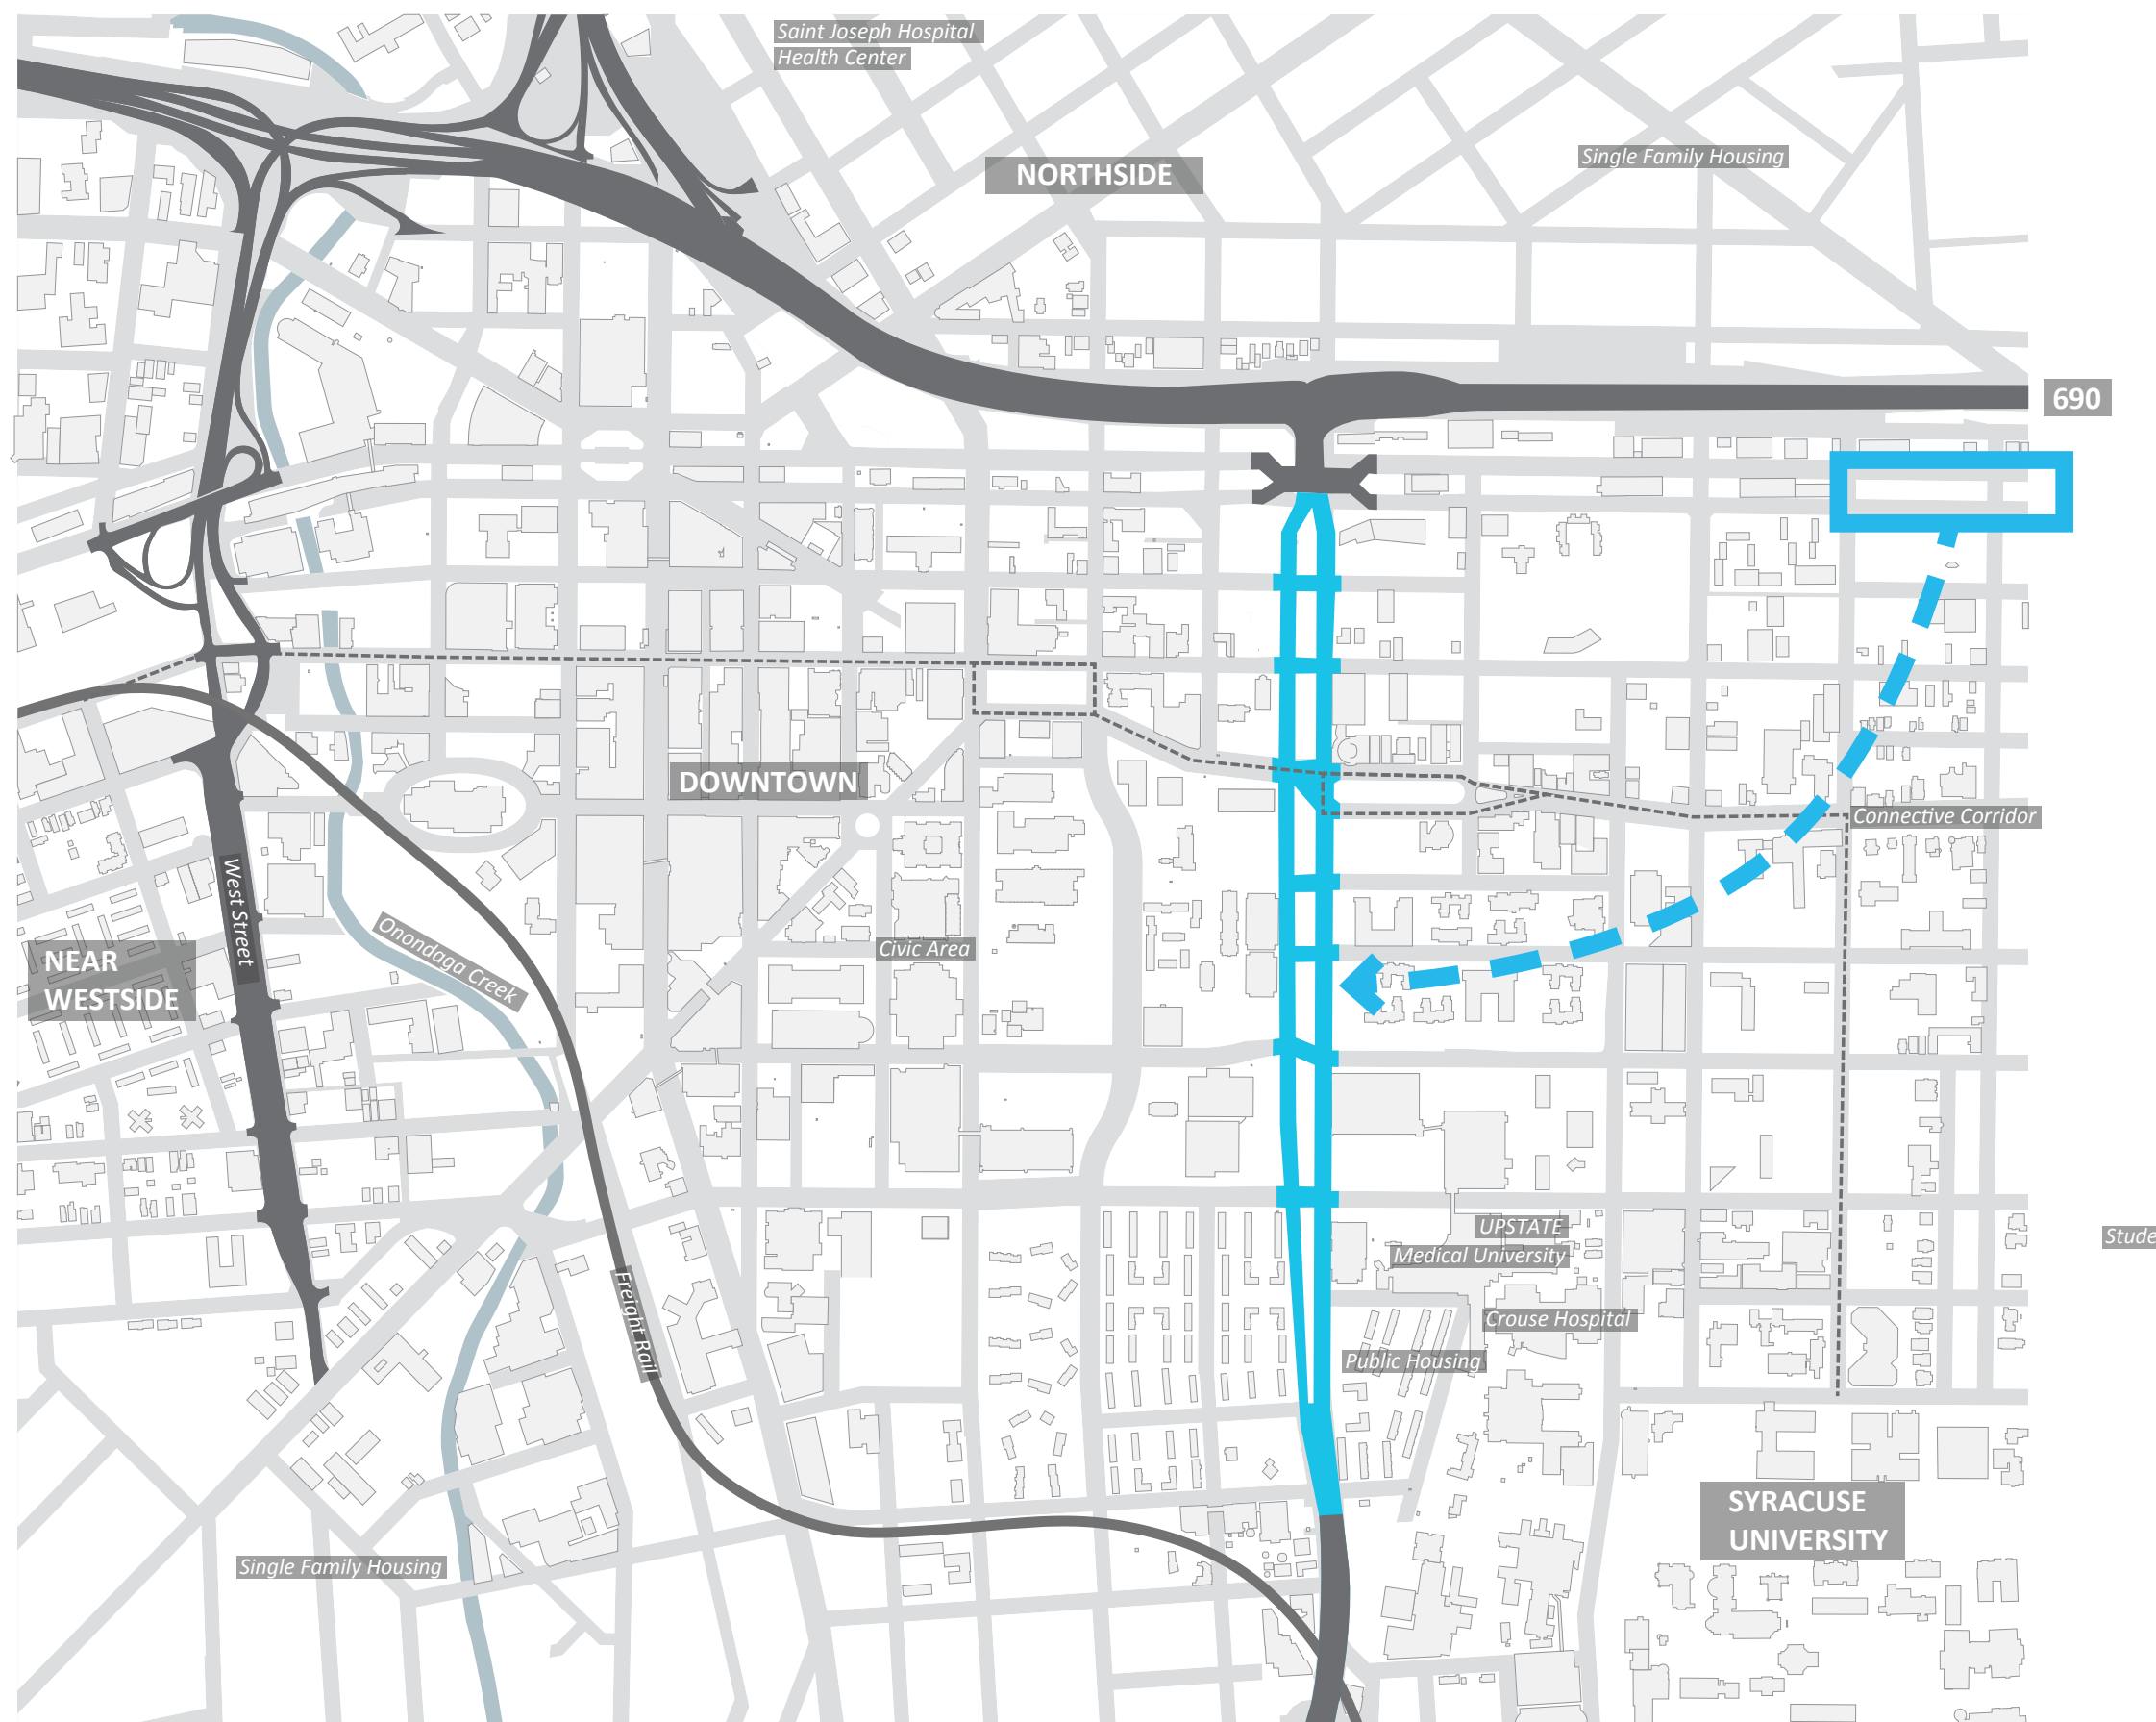 Saint Joseph Hospital
Health Center
Single Family Housing
NORTHSIDE
690
DOWNTOWN
Connective Corridor
West Street
Onondaga Creek
Civic Area
NEAR
WESTSIDE
UPSTATE
Medical University
Stude
Freight Rail
Crouse Hospital
Public Housing
SYRACUSE
UNIVERSITY
Single Family Housing